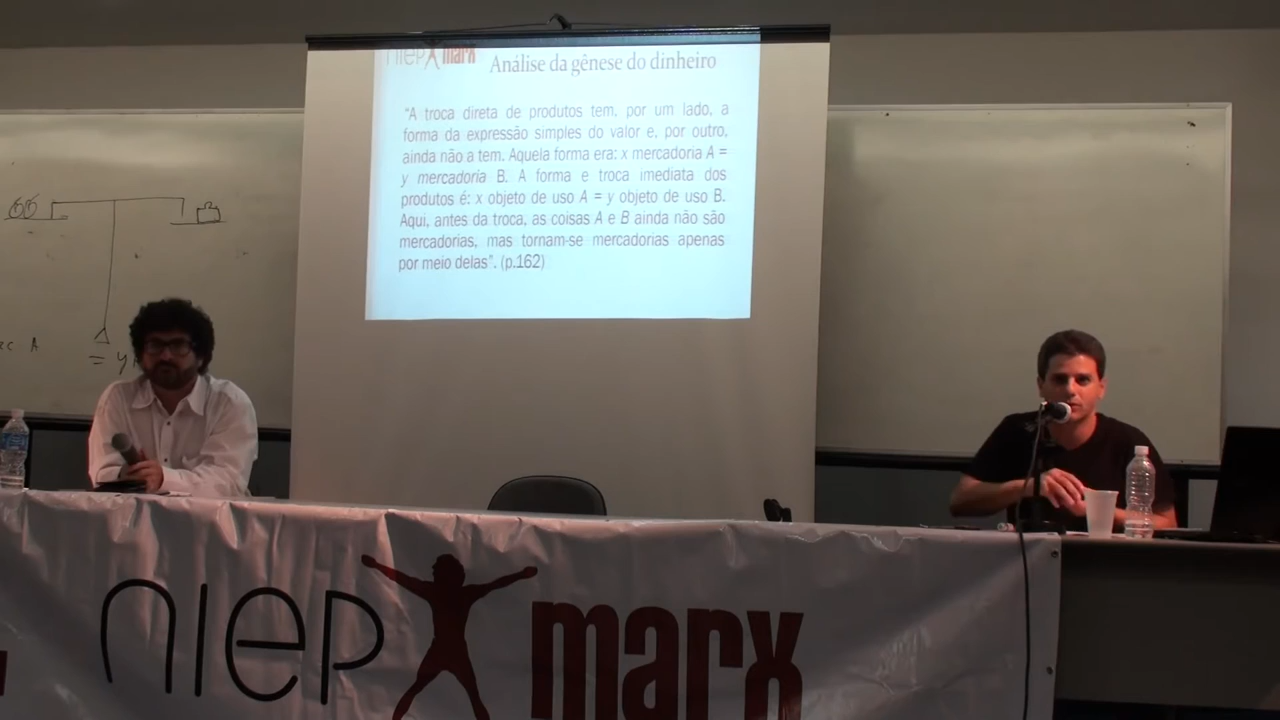 niep marx
Análise da gênese do dinheiro
"A troca direta de produtos tem, por um lado, a
forma da expressão simples do valor e, por outro,
ainda não a tem. Aquela forma era: x mercadoria A =
y mercadoria B. A forma e troca imediata dos
produtos é: x objeto de uso A = y objeto de uso B.
Aqui, antes da troca, as coisas A e B ainda não são
mercadorias, mas tornam-se mercadorias apenas
por meio delas". (p.162)
A
= y
niep marx